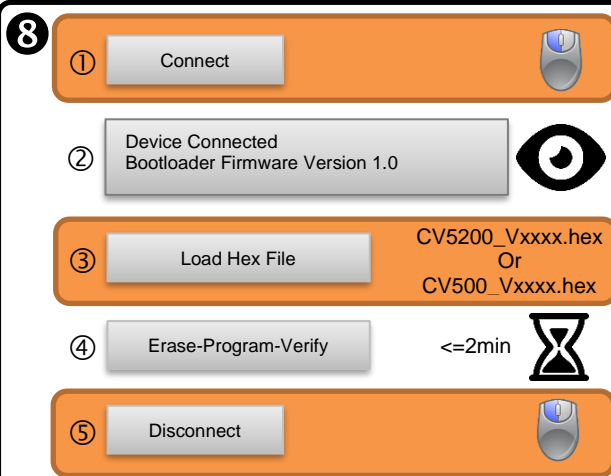 ❽
① Connect
② Device Connected
Bootloader Firmware Version 1.0
③ Load Hex File
CV5200_Vxxxx.hex
Or
CV500_Vxxxx.hex
④ Erase-Program-Verify <=2min
⑤ Disconnect